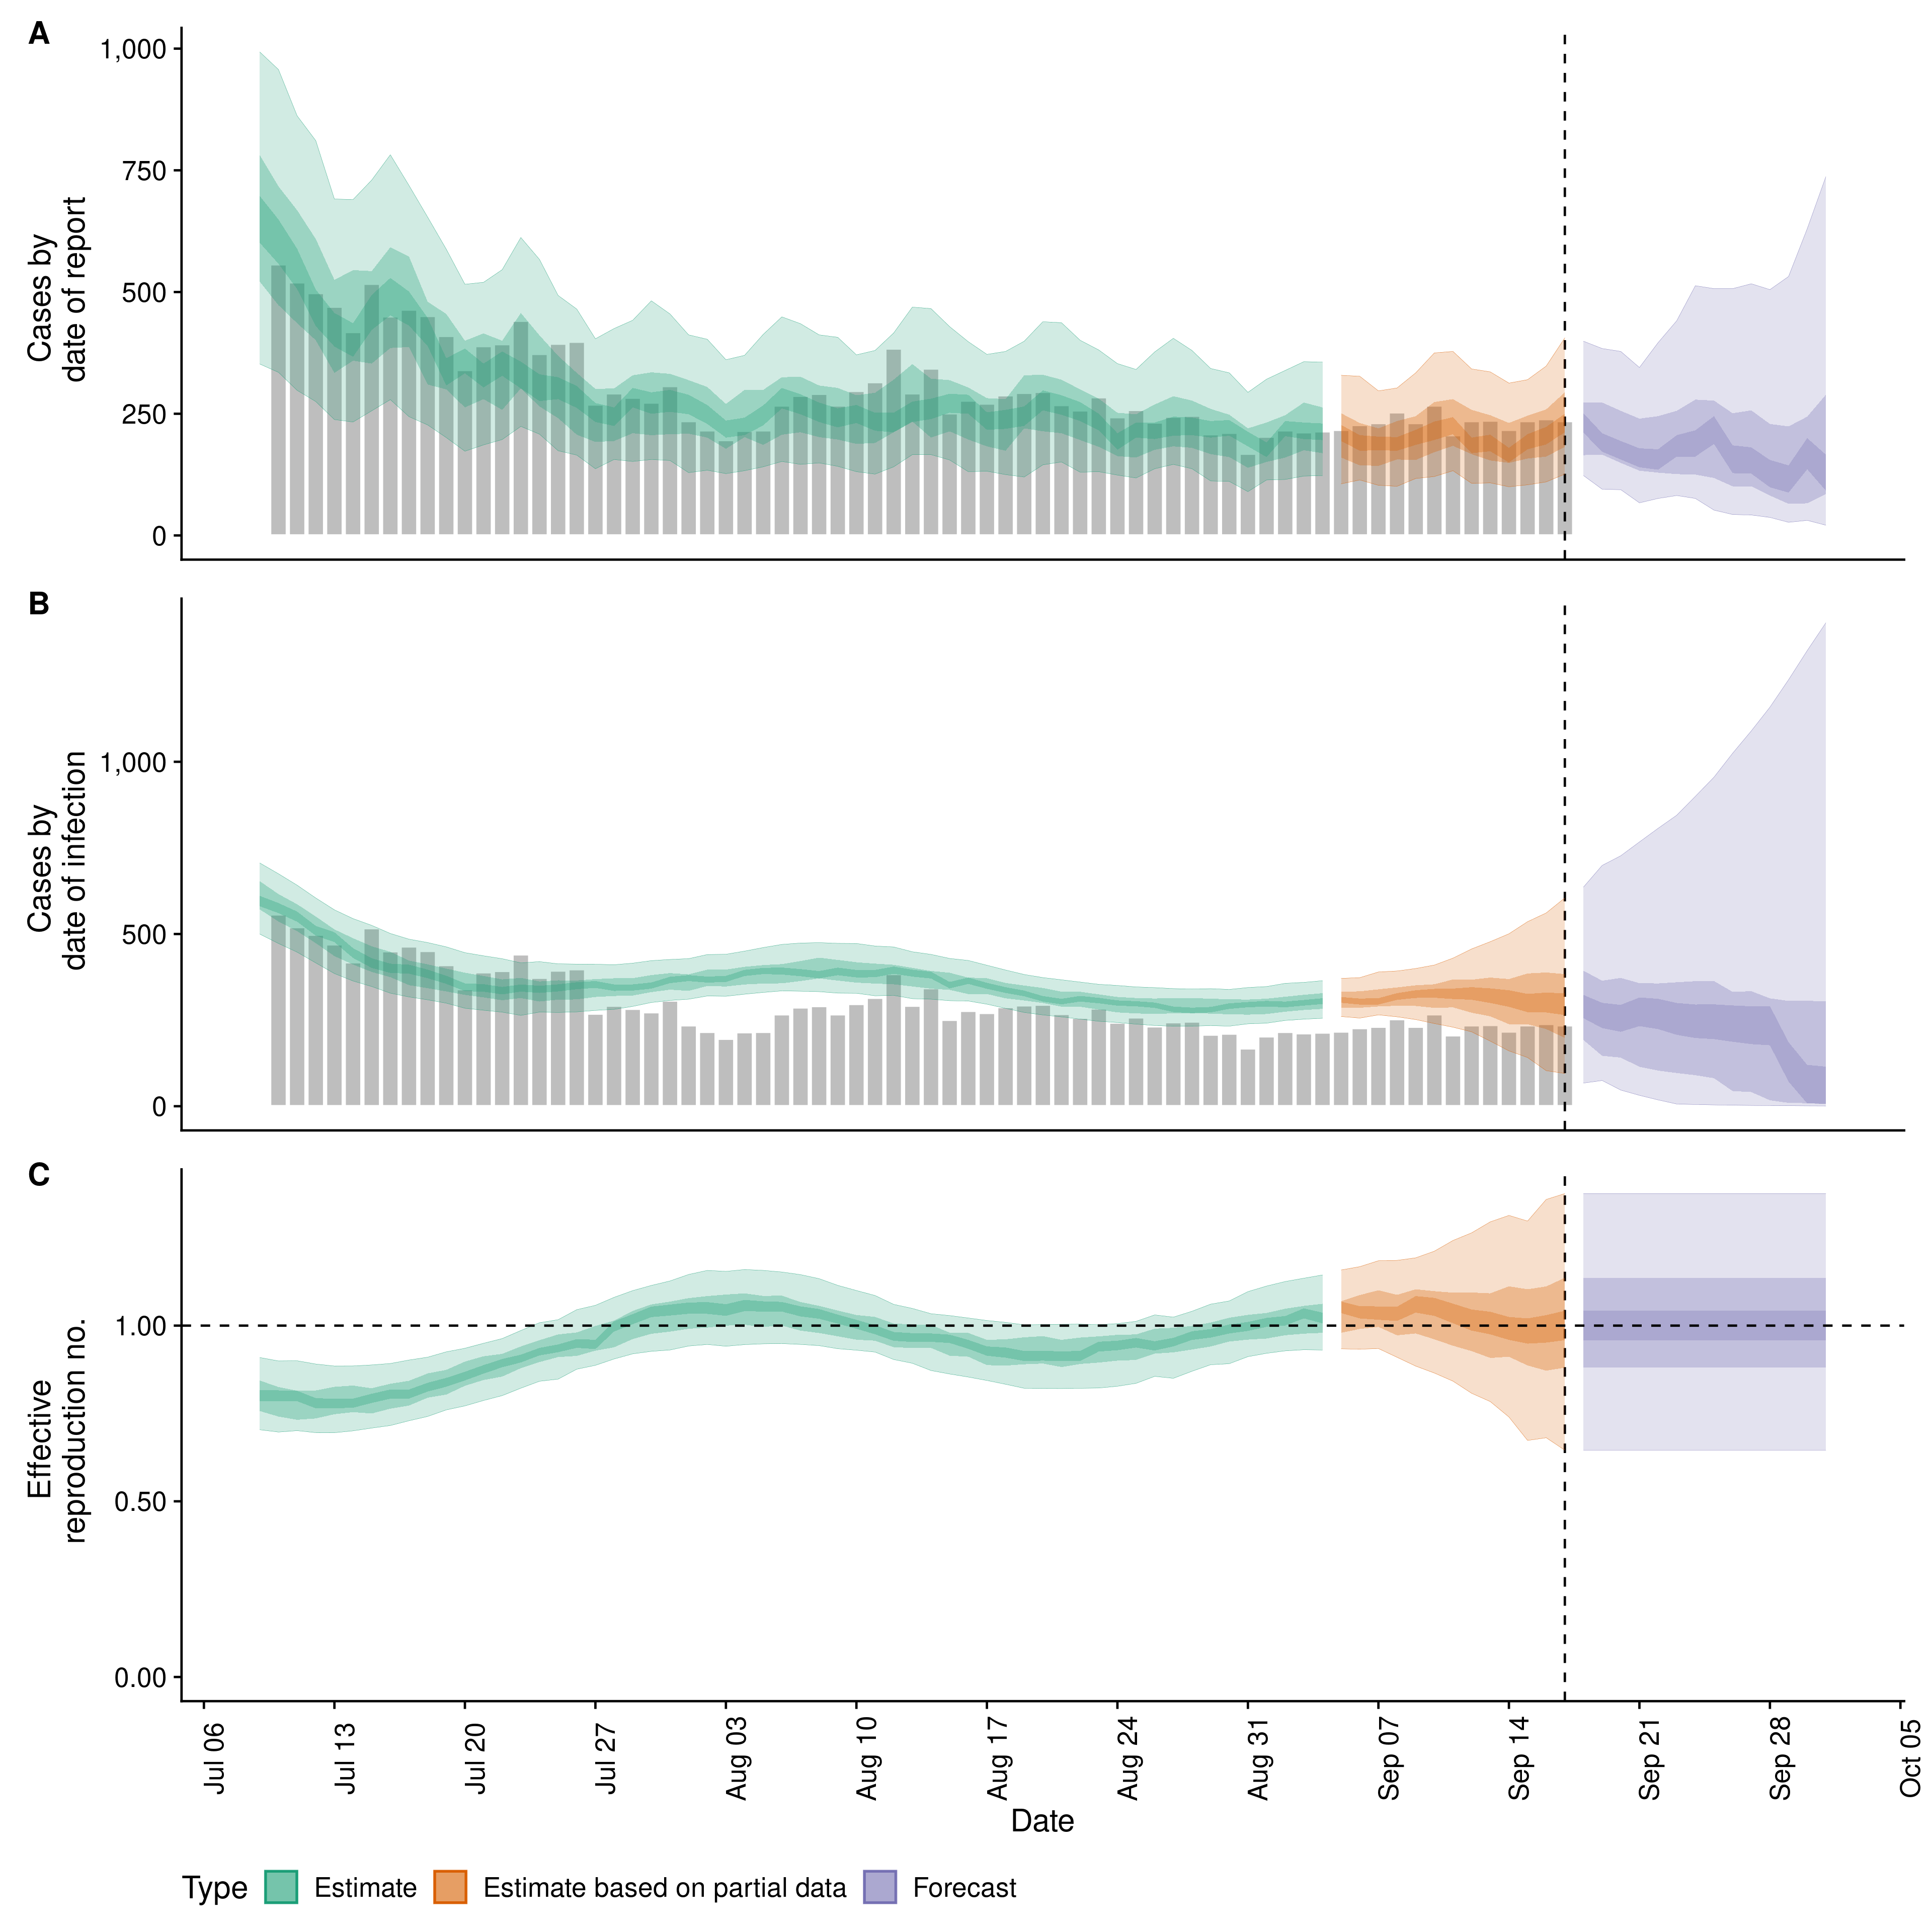 A
Cases by
date of report
1,000
750
500
250
0
B
Cases by
date of infection
1,000
500
0
C
Effective
reproduction no.
1.00
0.50
0.00
Jul 06
Jul 13
Jul 20
Jul 27
Aug 03
Aug 10
Aug 17
Aug 24
Aug 31
Sep 07
Sep 14
Sep 21
Sep 28
Oct 05
Date
Type
Estimate
Estimate based on partial data
Forecast